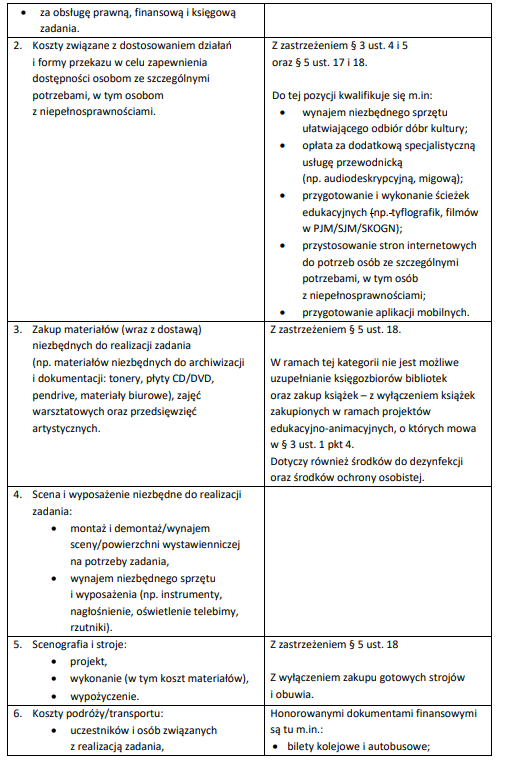 • za obsługę prawną, finansową i księgową
zadania.
2. Koszty związane z dostosowaniem działań
i formy przekazu w celu zapewnienia
dostępności osobom ze szczególnymi
potrzebami, w tym osobom
z niepełnosprawnościami.
Z zastrzeżeniem § 3 ust. 4 i 5
oraz § 5 ust. 17 i 18.
Do tej pozycji kwalifikuje się m.in:
• wynajem niezbędnego sprzętu
ułatwiającego odbiór dóbr kultury;
• opłata za dodatkową specjalistyczną
usługę przewodnicką
(np. audiodeskrypcyjną, migową);
• przygotowanie i wykonanie ścieżek
edukacyjnych (np. tyflografik, filmów
w PJM/SJM/SKOGN);
• przystosowanie stron internetowych
do potrzeb osób ze szczególnymi
potrzebami, w tym osób
z niepełnosprawnościami;
• przygotowanie aplikacji mobilnych.
3. Zakup materiałów (wraz z dostawą)
niezbędnych do realizacji zadania
(np. materiałów niezbędnych do archiwizacji
i dokumentacji: tonery, płyty CD/DVD,
pendrive, materiały biurowe), zajęć
warsztatowych oraz przedsięwzięć
artystycznych.
Z zastrzeżeniem § 5 ust. 18.
W ramach tej kategorii nie jest możliwe
uzupełnianie księgozbiorów bibliotek
oraz zakup książek – z wyłączeniem książek
zakupionych w ramach projektów
edukacyjno-animacyjnych, o których mowa
w § 3 ust. 1 pkt 4.
Dotyczy również środków do dezynfekcji
oraz środków ochrony osobistej.
4. Scena i wyposażenie niezbędne do realizacji
zadania:
• montaż i demontaż/wynajem
sceny/powierzchni wystawienniczej
na potrzeby zadania,
• wynajem niezbędnego sprzętu
i wyposażenia (np. instrumenty,
nagłośnienie, oświetlenie telebimy,
rzutniki).
5. Scenografia i stroje:
• projekt,
• wykonanie (w tym koszt materiałów),
• wypożyczenie.
Z zastrzeżeniem § 5 ust. 18
Z wyłączeniem zakupu gotowych strojów
i obuwia.
6. Koszty podróży/transportu:
• uczestników i osób związanych
z realizacją zadania,
Honorowanymi dokumentami finansowymi
są tu m.in.:
• bilety kolejowe i autobusowe;